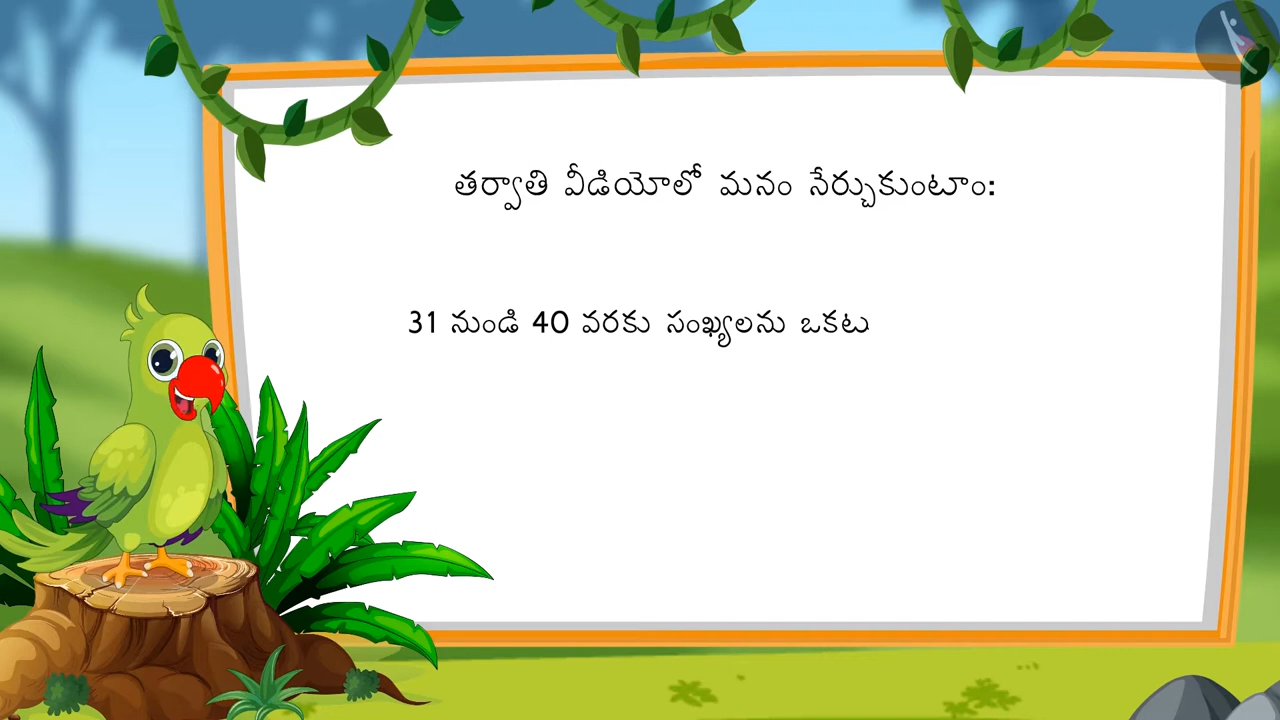 తర్వాతి వీడియోలో మనం నేర్చుకుంటాం:
31 నుండి 40 వరకు సంఖ్యలను ఒకటు